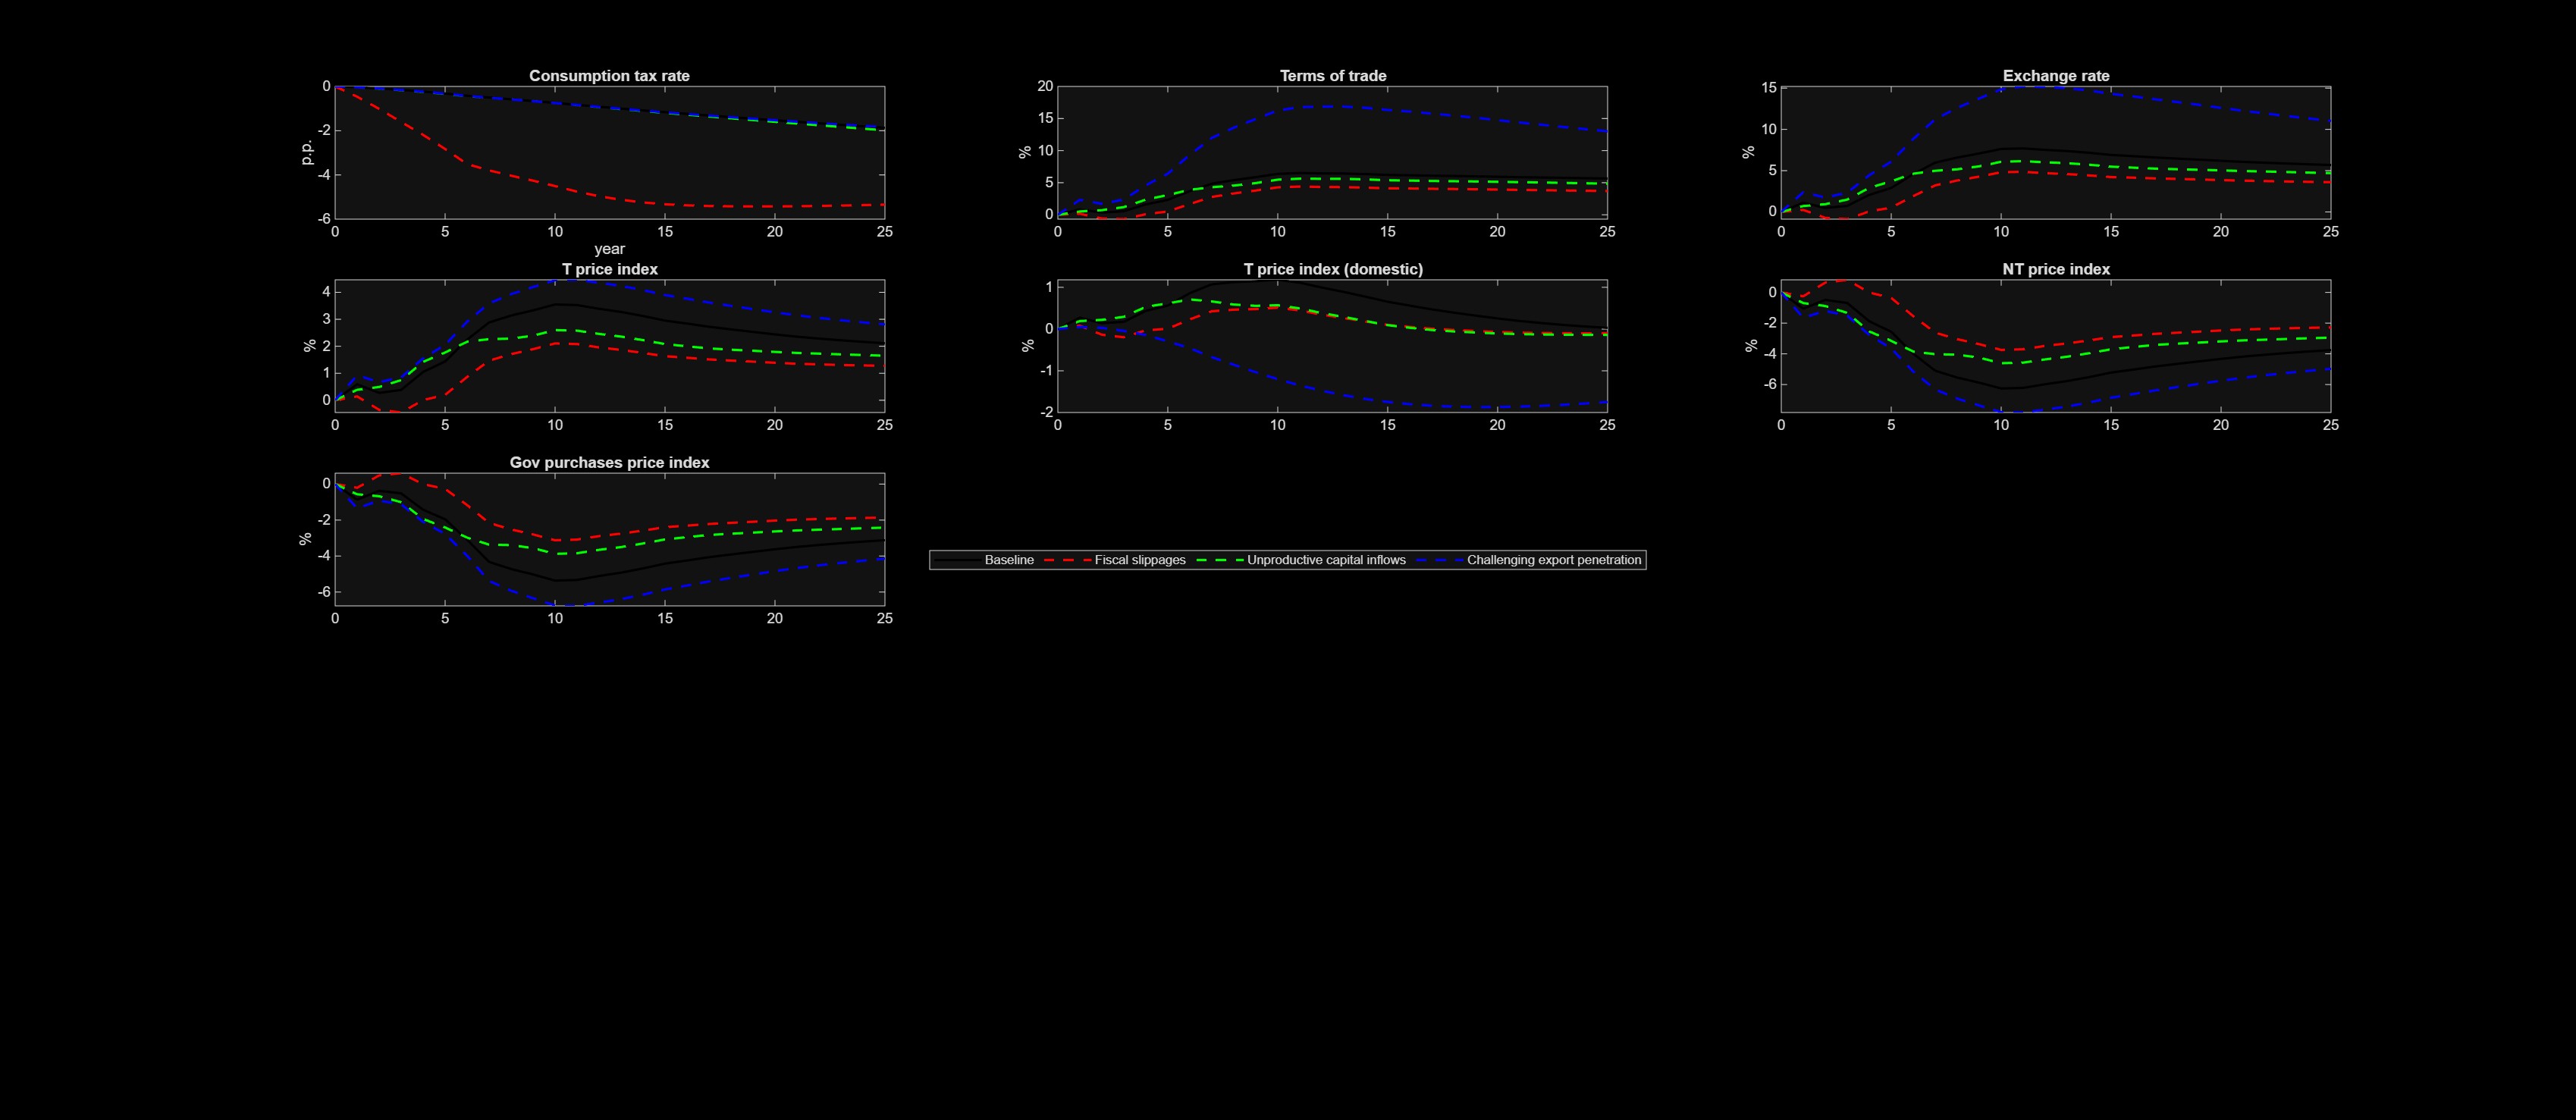 Consumption tax rate
0
-2
-4
-6
p.p.
0 5 10 15 20 25
year
Terms of trade
20
15
10
5
0
%
0 5 10 15 20 25
Exchange rate
15
10
5
0
%
0 5 10 15 20 25
T price index
4
3
2
1
0
%
0 5 10 15 20 25
T price index (domestic)
1
0
-1
-2
%
0 5 10 15 20 25
NT price index
0
-2
-4
-6
%
0 5 10 15 20 25
Gov purchases price index
0
-2
-4
-6
%
0 5 10 15 20 25
Baseline Fiscal slippages Unproductive capital inflows Challenging export penetration